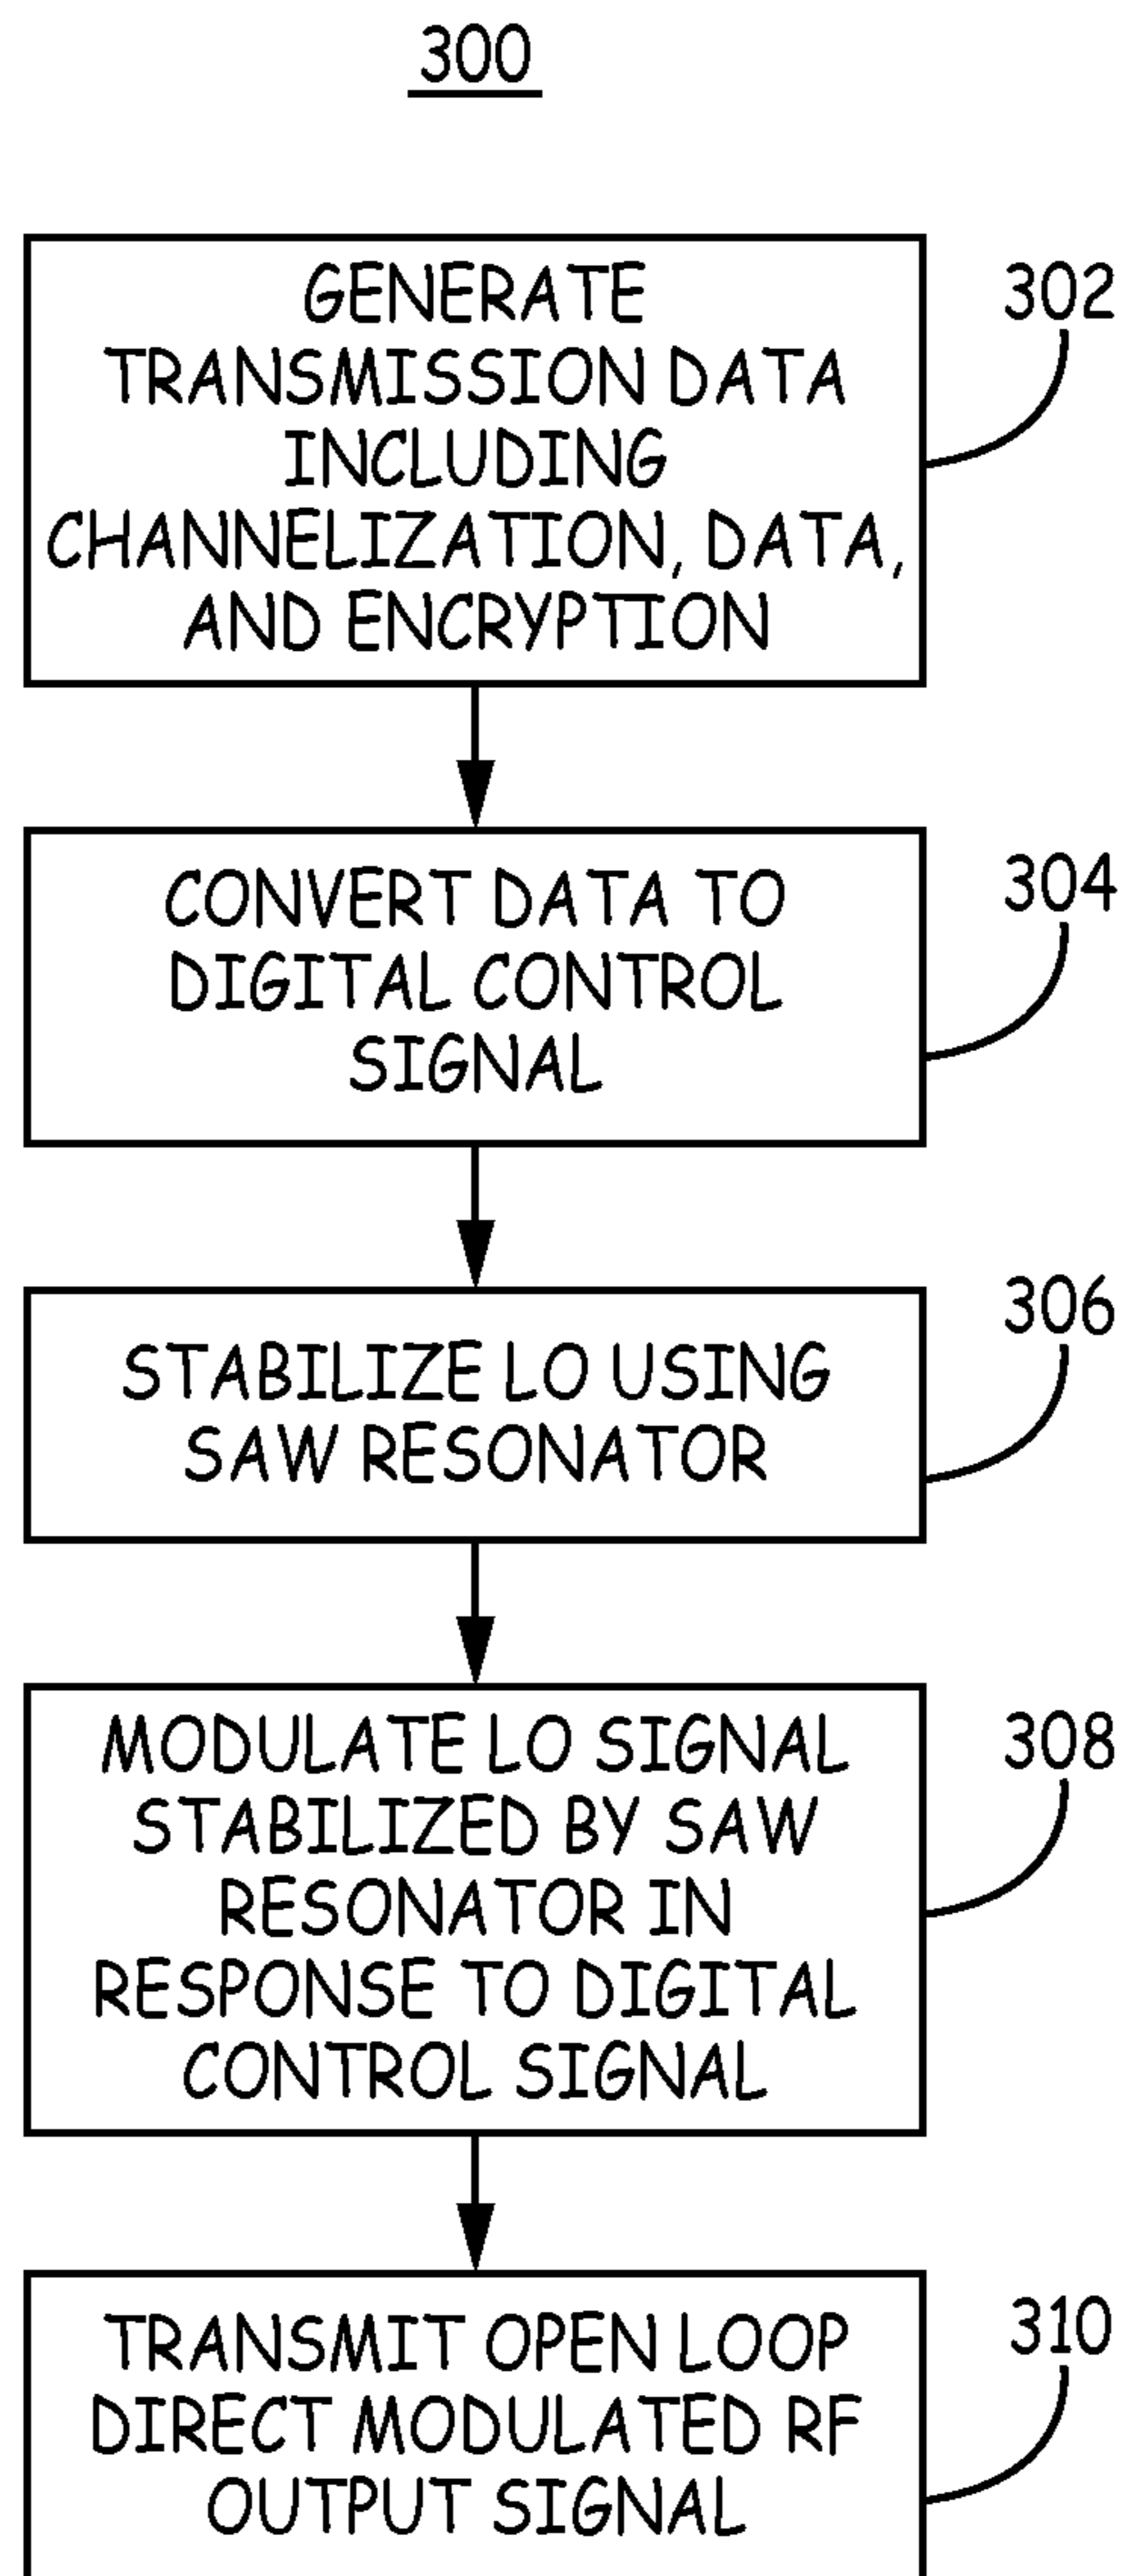 300
GENERATE
TRANSMISSION DATA
INCLUDING
CHANNELIZATION, DATA,
AND ENCRYPTION
302
CONVERT DATA TO
DIGITAL CONTROL
SIGNAL
304
STABILIZE LO USING
SAW RESONATOR
306
MODULATE LO SIGNAL
STABILIZED BY SAW
RESONATOR IN
RESPONSE TO DIGITAL
CONTROL SIGNAL
308
TRANSMIT OPEN LOOP
DIRECT MODULATED RF
OUTPUT SIGNAL
310